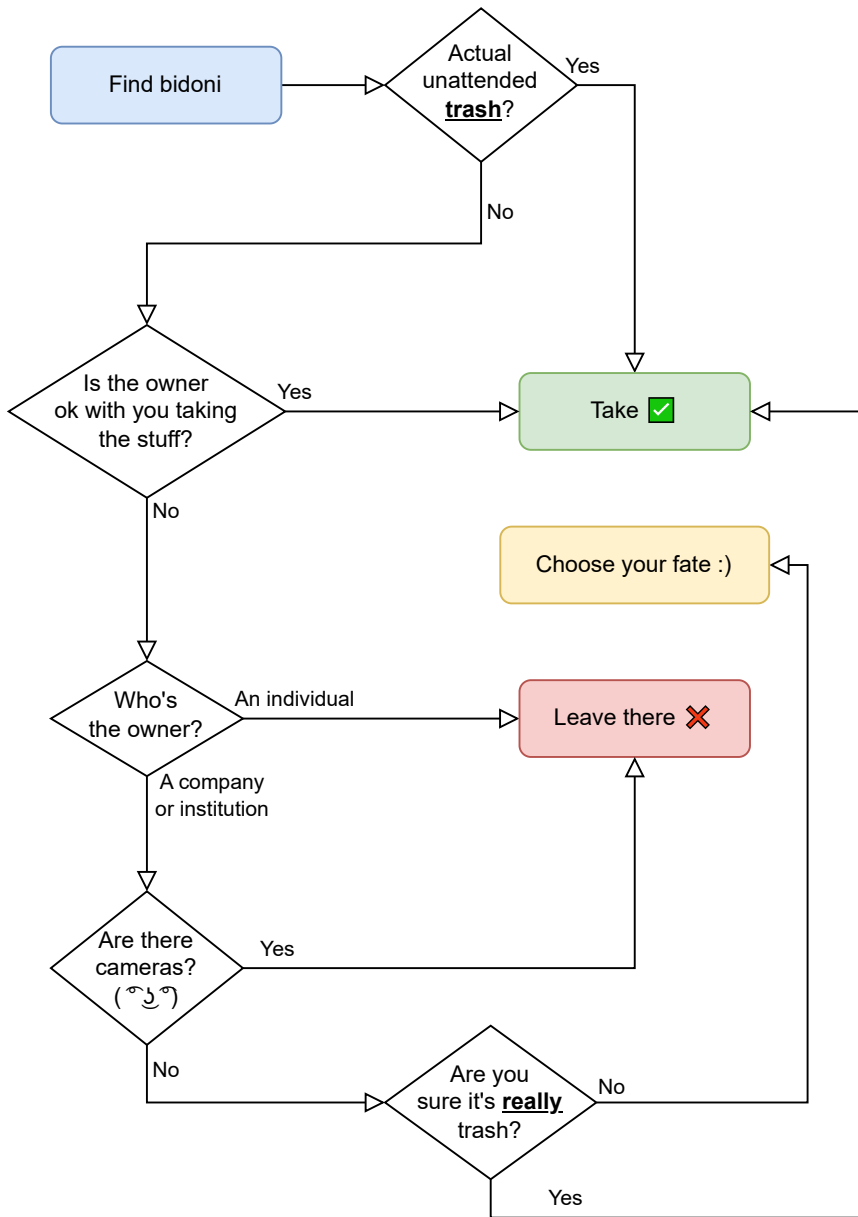 Find bidoni
Actual
unattended
trash?
Yes
No
Is the owner
ok with you taking
the stuff?
Yes
Take ✅
No
Choose your fate :)
Who's
the owner?
An individual
Leave there ❌
A company
or institution
Are there
cameras?
( ͡° ͜ʖ ͡°)
Yes
No
Are you
sure it's really
trash?
No
Yes